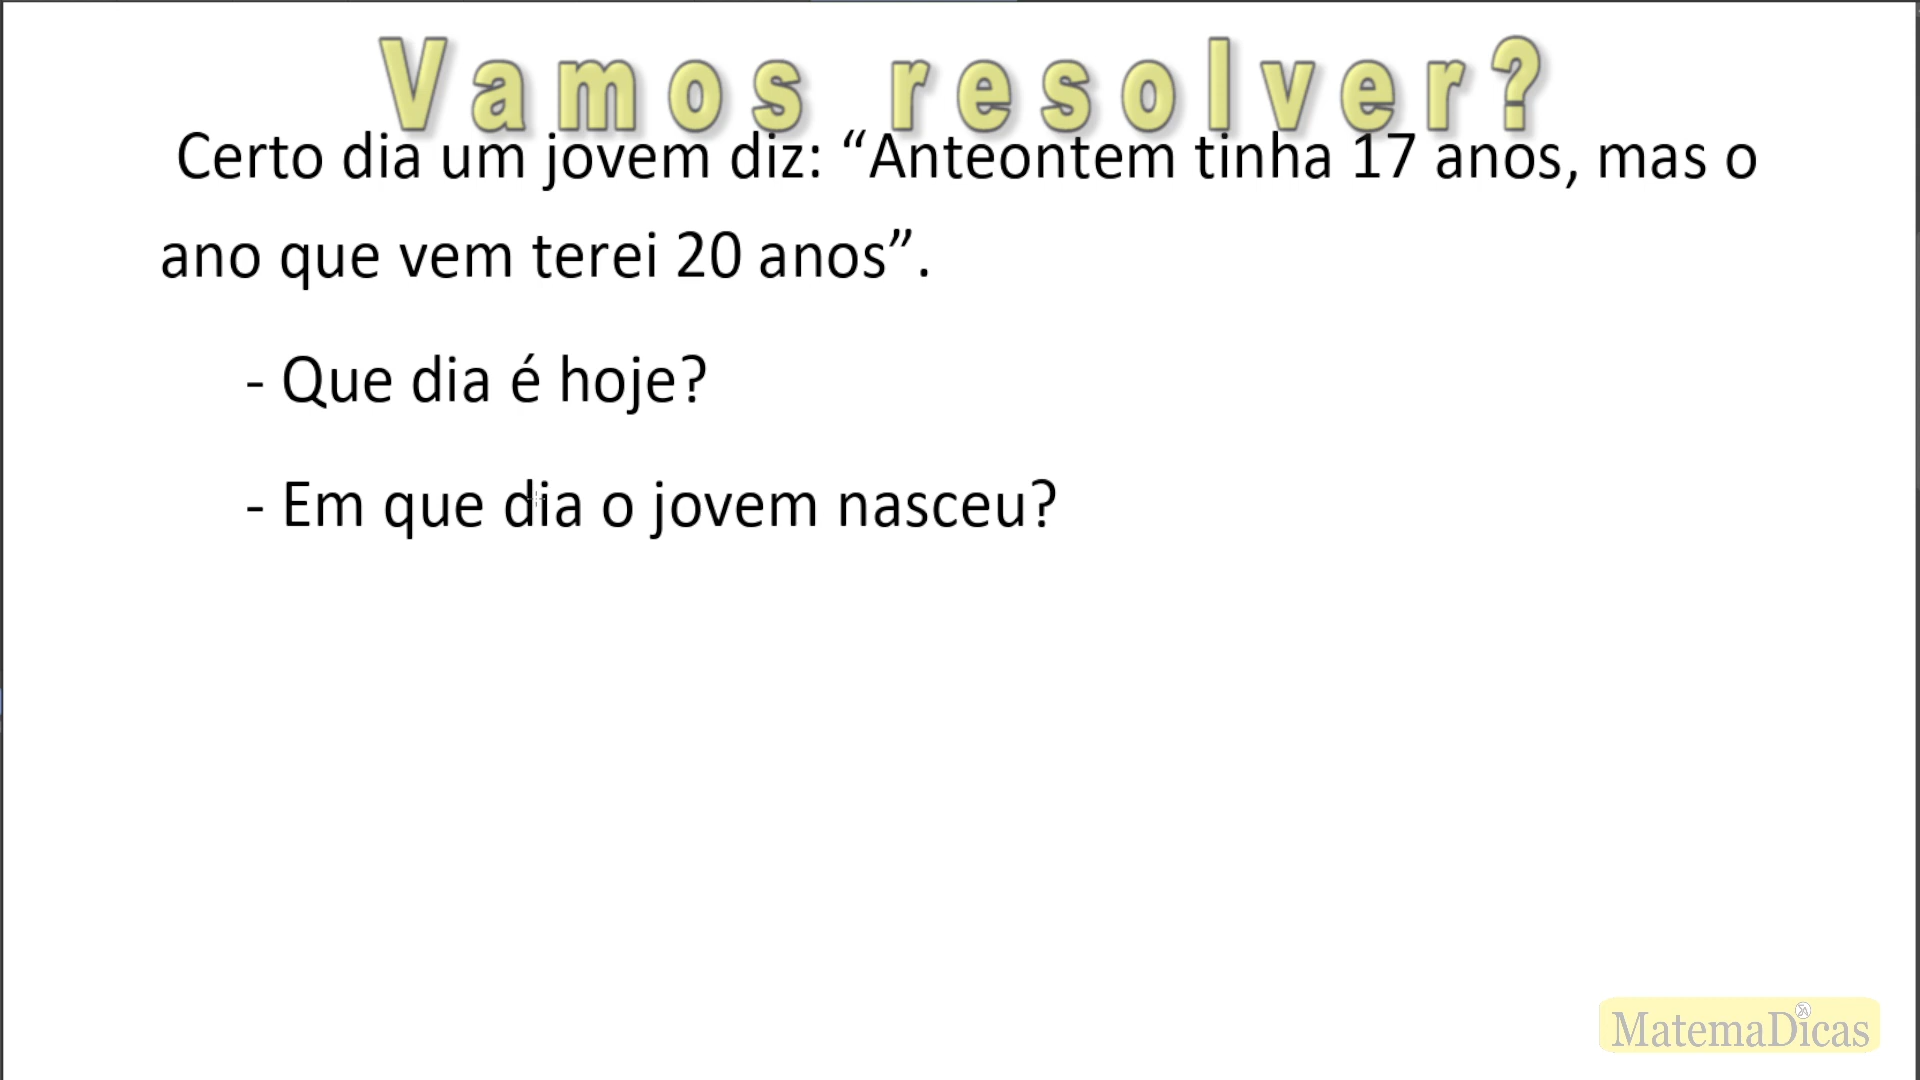 Vamos resolver?
Certo dia um jovem diz: “Anteontem tinha 17 anos, mas o
ano que vem terei 20 anos”.
- Que dia é hoje?
- Em que dia o jovem nasceu?
MatemaDicas